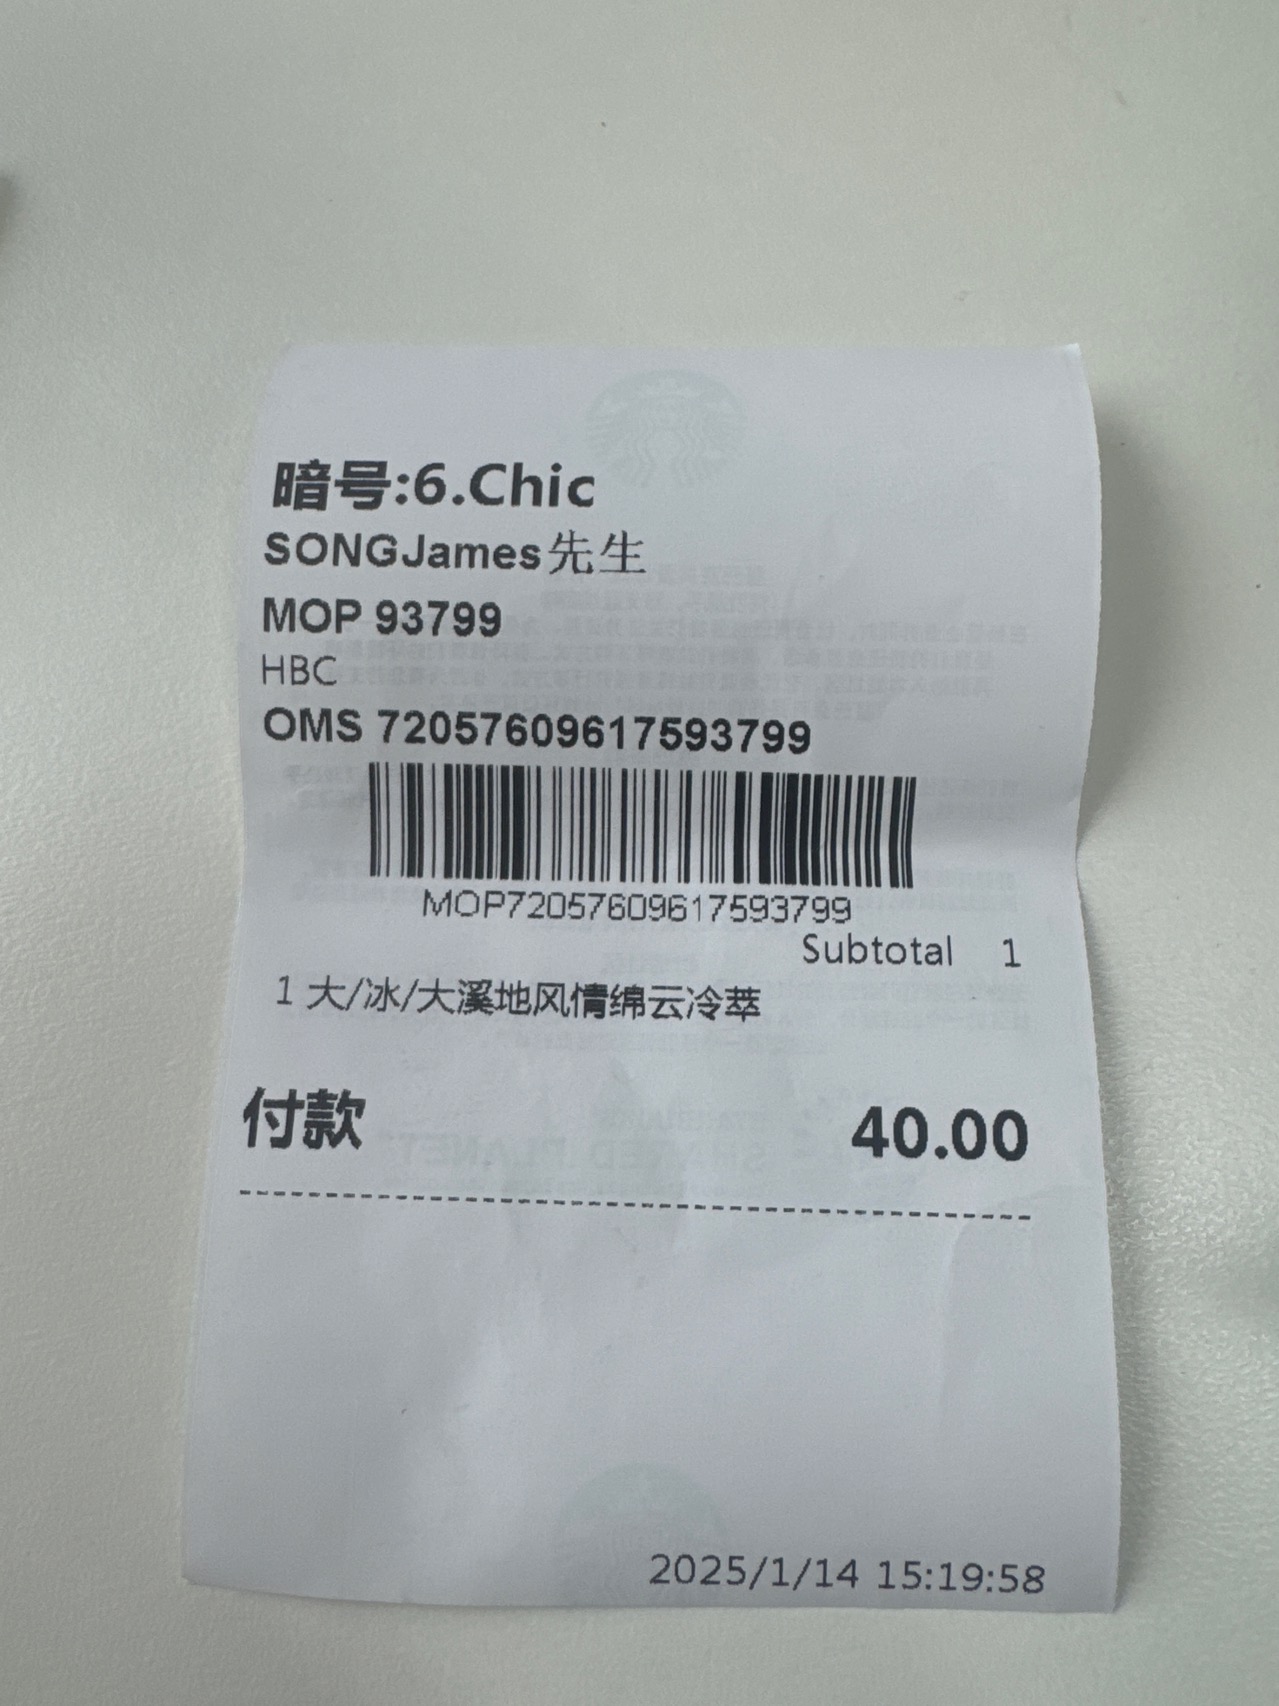 暗号:6.Chic
SONGJames先生
MOP 93799
HBC
OMS 72057609617593799
MOP72057609617593799
Subtotal 1
1 大/冰/大溪地风情绵云冷萃
付款 40.00
2025/1/14 15:19:58